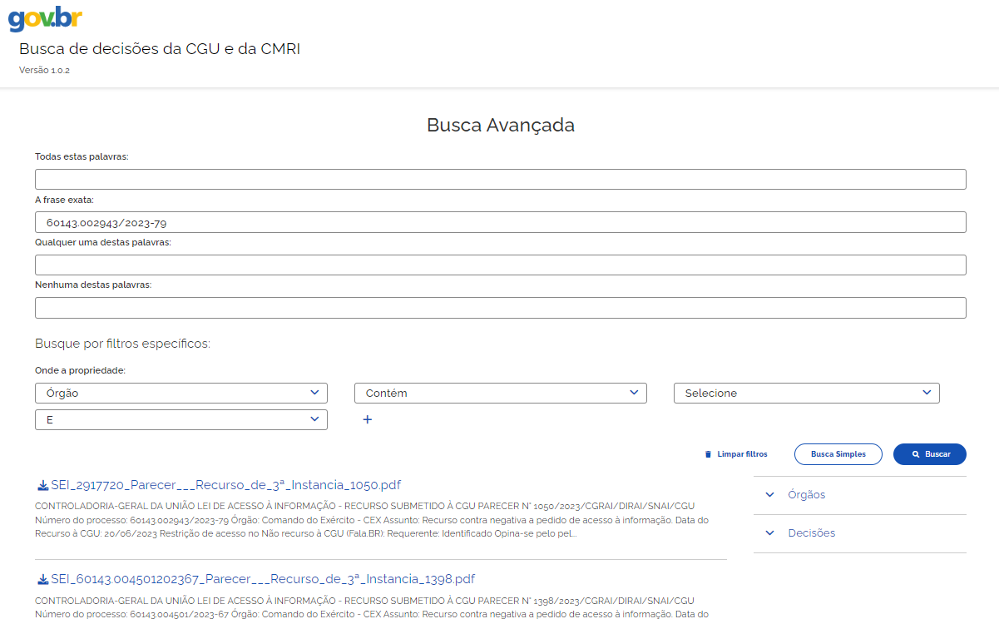 gov.br
Busca de decisões da CGU e da CMRI
Versão 1.0.2
Busca Avançada
Todas estas palavras:
A frase exata:
60143.002943/2023-79
Qualquer uma destas palavras:
Nenhuma destas palavras:
Busque por filtros específicos:
Onde a propriedade:
Órgão
Contém
Selecione
E
+
Limpar filtros
Busca Simples
Buscar
SEI_2917720_Parecer___Recurso_de_3ª_Instancia_1050.pdf
CONTROLADORIA-GERAL DA UNIÃO LEI DE ACESSO À INFORMAÇÃO - RECURSO SUBMETIDO À CGU PARECER N° 1050/2023/CGRAI/DIRAI/SNAI/CGU
Número do processo: 60143.002943/2023-79 Órgão: Comando do Exército - CEX Assunto: Recurso contra negativa a pedido de acesso à informação. Data do
Recurso à CGU: 20/06/2023 Restrição de acesso no Não recurso à CGU (Fala.BR): Requerente: Identificado Opina-se pelo pel...
Órgãos
Decisões
SEI_60143.004501202367_Parecer___Recurso_de_3ª_Instancia_1398.pdf
CONTROLADORIA-GERAL DA UNIÃO LEI DE ACESSO À INFORMAÇÃO - RECURSO SUBMETIDO À CGU PARECER N° 1398/2023/CGRAI/DIRAI/SNAI/CGU
Número do processo: 60143.004501/2023-67 Órgão: Comando do Exército - CEX Assunto: Recurso contra negativa a pedido de acesso à informação. Data do